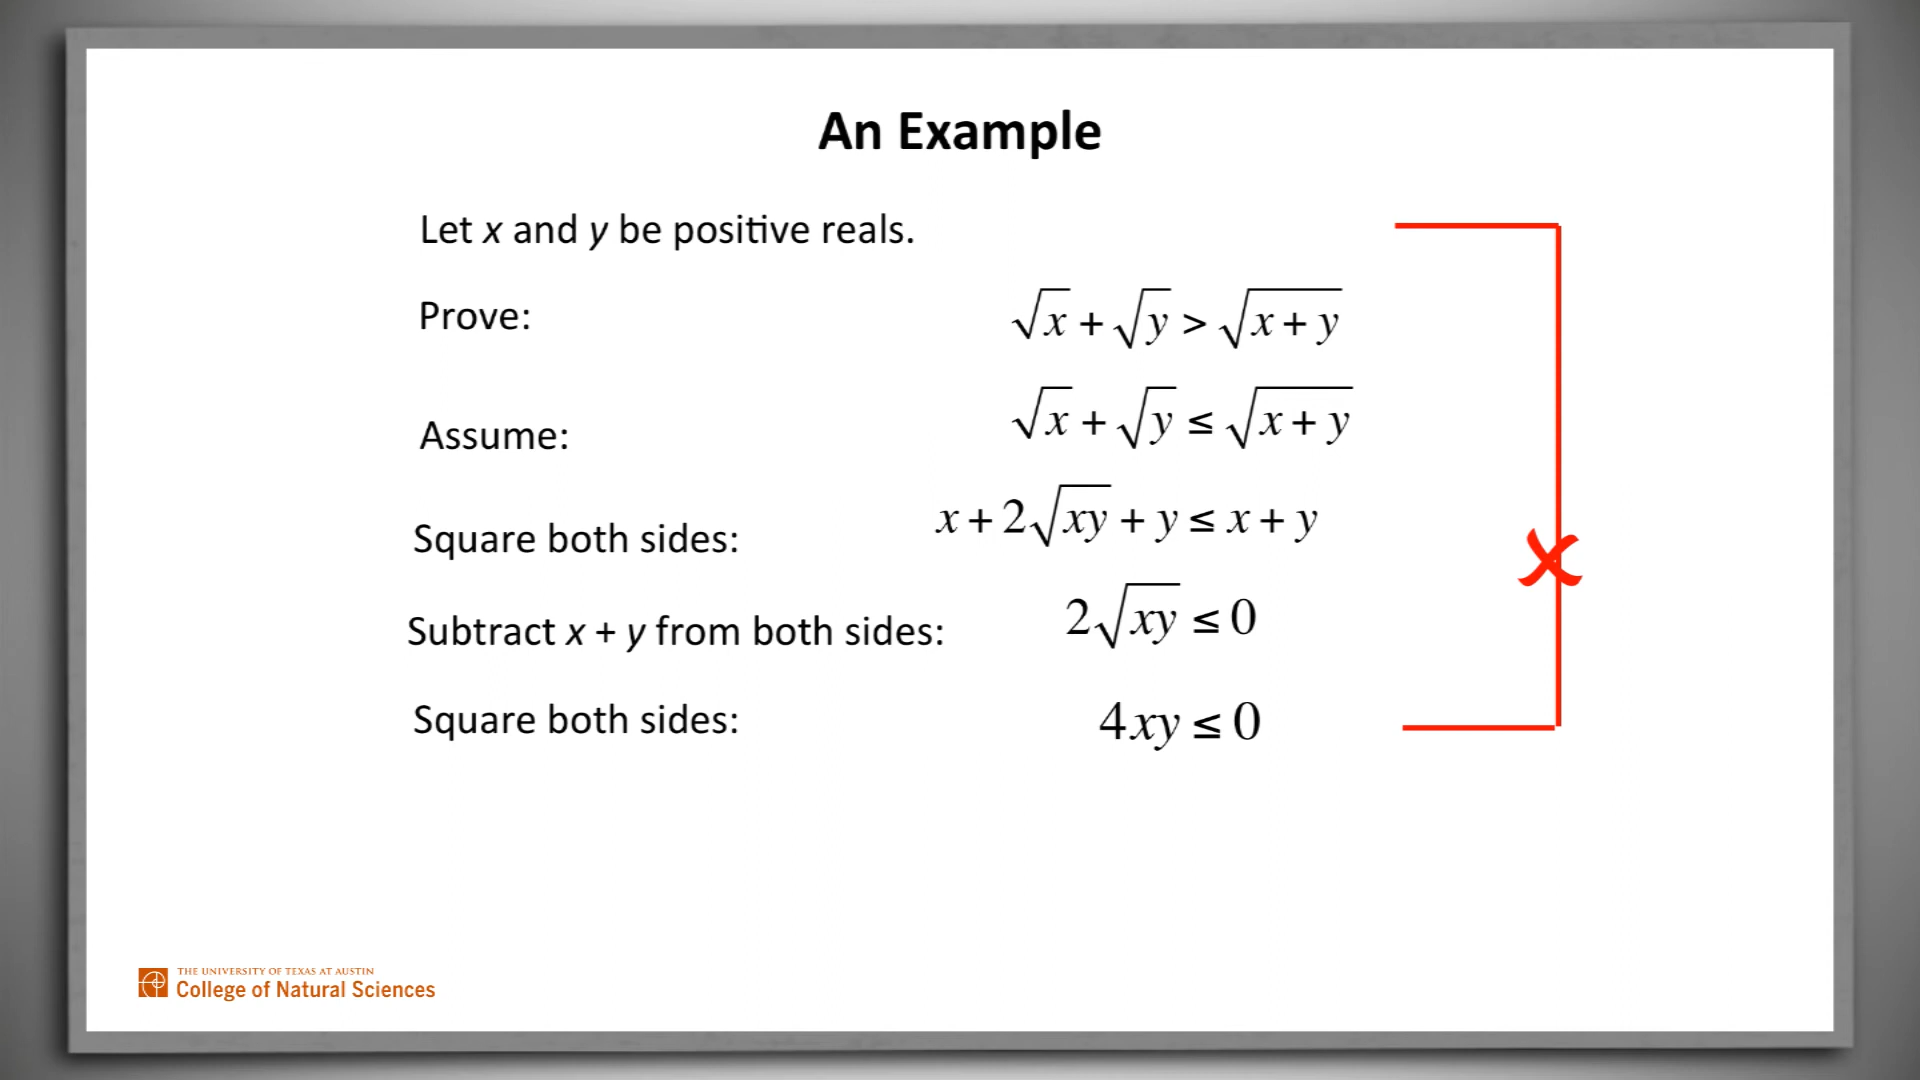 An Example
Let x and y be positive reals.
Prove: √x + √y > √(x + y)
Assume: √x + √y ≤ √(x + y)
Square both sides: x + 2√(xy) + y ≤ x + y
Subtract x + y from both sides: 2√(xy) ≤ 0
Square both sides: 4xy ≤ 0
THE UNIVERSITY OF TEXAS AT AUSTIN
College of Natural Sciences